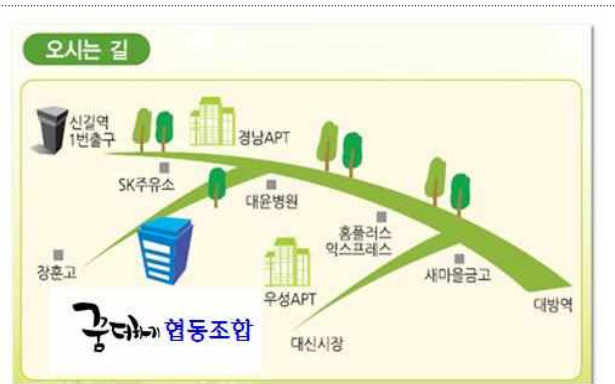 오시는 길
신길역
1번출구
경남APT
SK주유소
대윤병원
홈플러스
익스프레스
장훈고
새마을금고
우성APT
대방역
꿈더하기 협동조합
대신시장